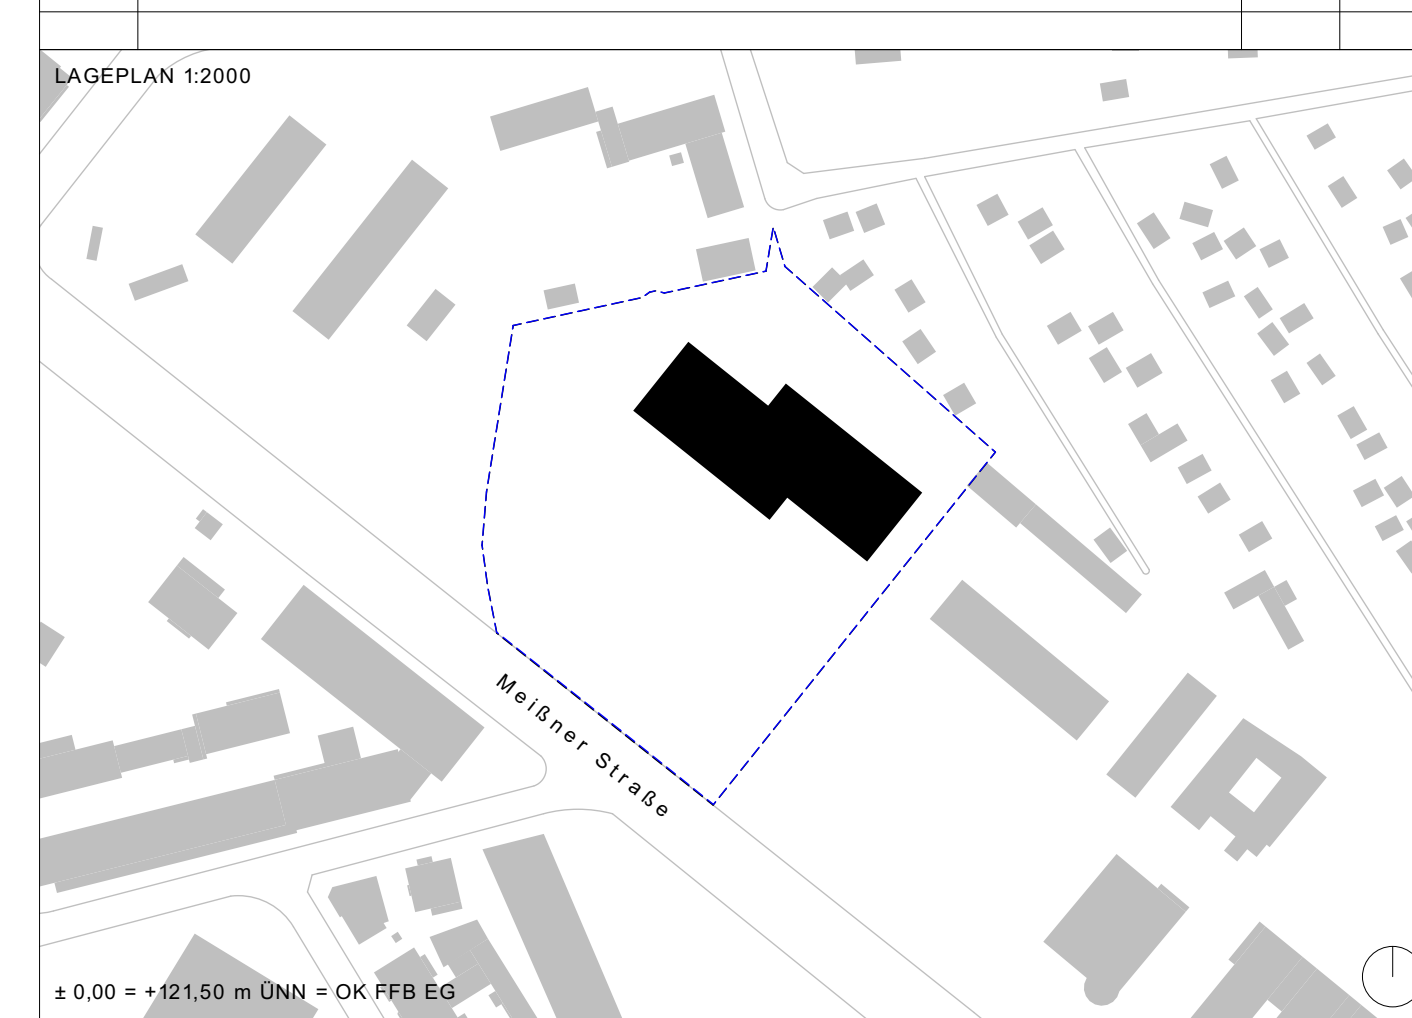 LAGEPLAN 1:2000
Meißner Straße
± 0,00 = +121,50 m ÜNN = OK FFB EG